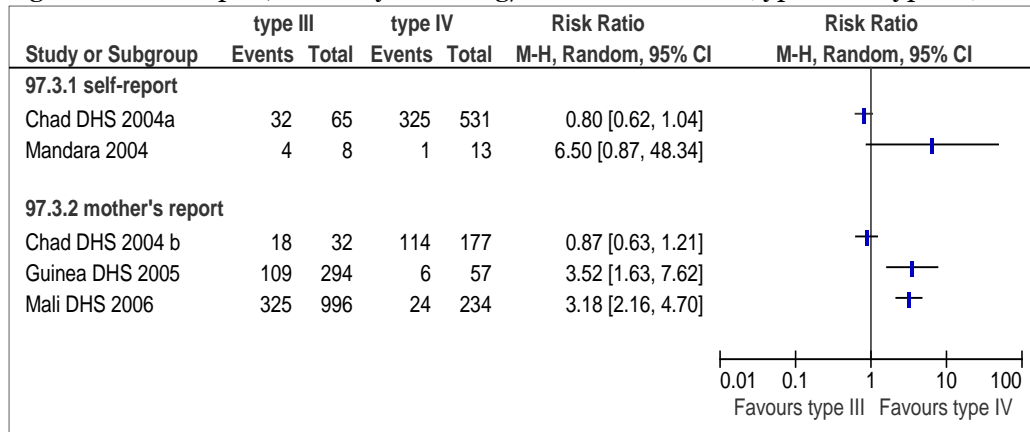 type III type IV Risk Ratio Risk Ratio
Study or Subgroup Events Total Events Total M-H, Random, 95% CI M-H, Random, 95% CI
97.3.1 self-report
Chad DHS 2004a 32 65 325 531 0.80 [0.62, 1.04]
Mandara 2004 4 8 1 13 6.50 [0.87, 48.34]
97.3.2 mother's report
Chad DHS 2004 b 18 32 114 177 0.87 [0.63, 1.21]
Guinea DHS 2005 109 294 6 57 3.52 [1.63, 7.62]
Mali DHS 2006 325 996 24 234 3.18 [2.16, 4.70]
0.01 0.1 1 10 100
Favours type III Favours type IV